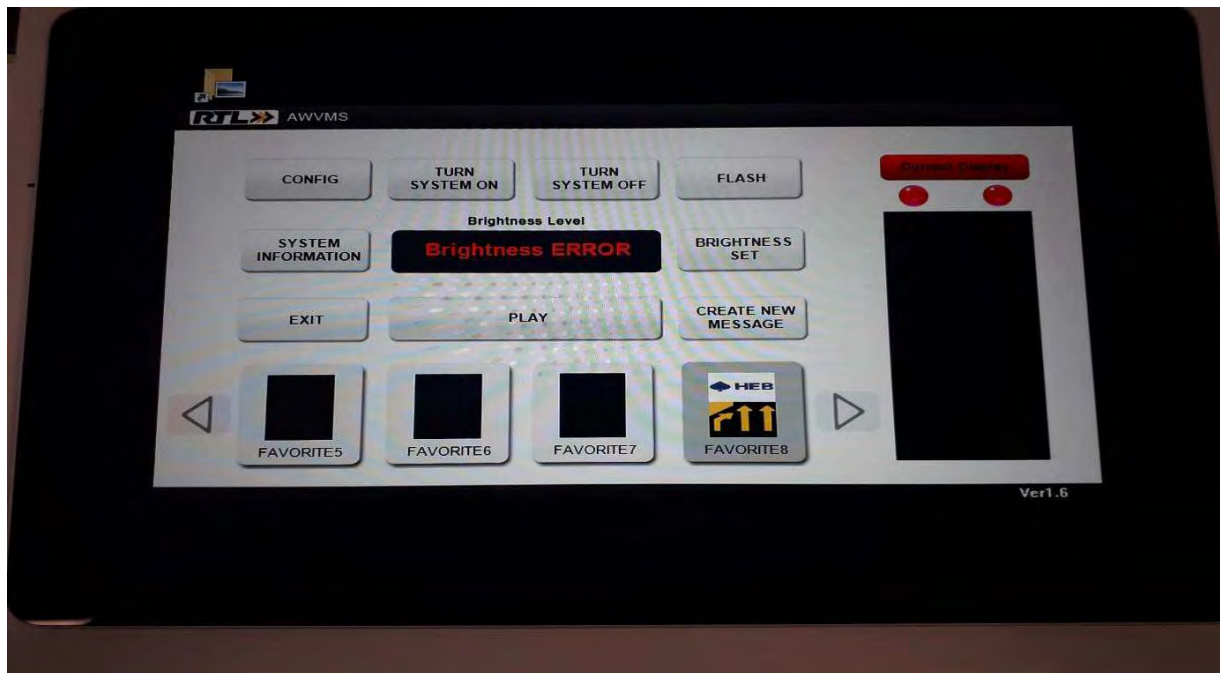 RTL AWVMS
CONFIG
TURN
SYSTEM ON
TURN
SYSTEM OFF
FLASH
Current Display
Brightness Level
SYSTEM
INFORMATION
Brightness ERROR
BRIGHTNESS
SET
EXIT
PLAY
CREATE NEW
MESSAGE
HEB
FAVORITE5
FAVORITE6
FAVORITE7
FAVORITE8
Ver1.6